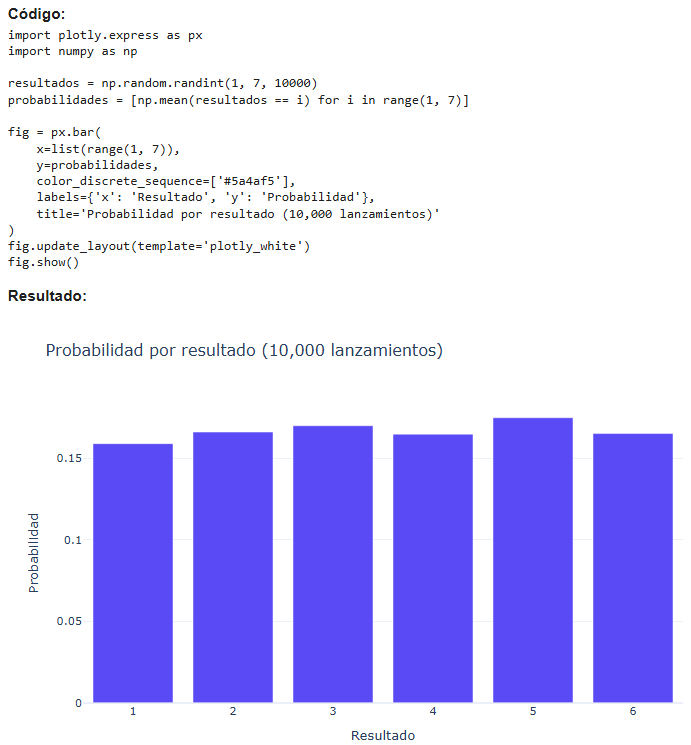 Código:
import plotly.express as px
import numpy as np
resultados = np.random.randint(1, 7, 10000)
probabilidades = [np.mean(resultados == i) for i in range(1, 7)]
fig = px.bar(
    x=list(range(1, 7)),
    y=probabilidades,
    color_discrete_sequence=['#5a4af5'],
    labels={'x': 'Resultado', 'y': 'Probabilidad'},
    title='Probabilidad por resultado (10,000 lanzamientos)'
)
fig.update_layout(template='plotly_white')
fig.show()
Resultado:
Probabilidad por resultado (10,000 lanzamientos)
Probabilidad
0.15
0.1
0.05
0
1 2 3 4 5 6
Resultado